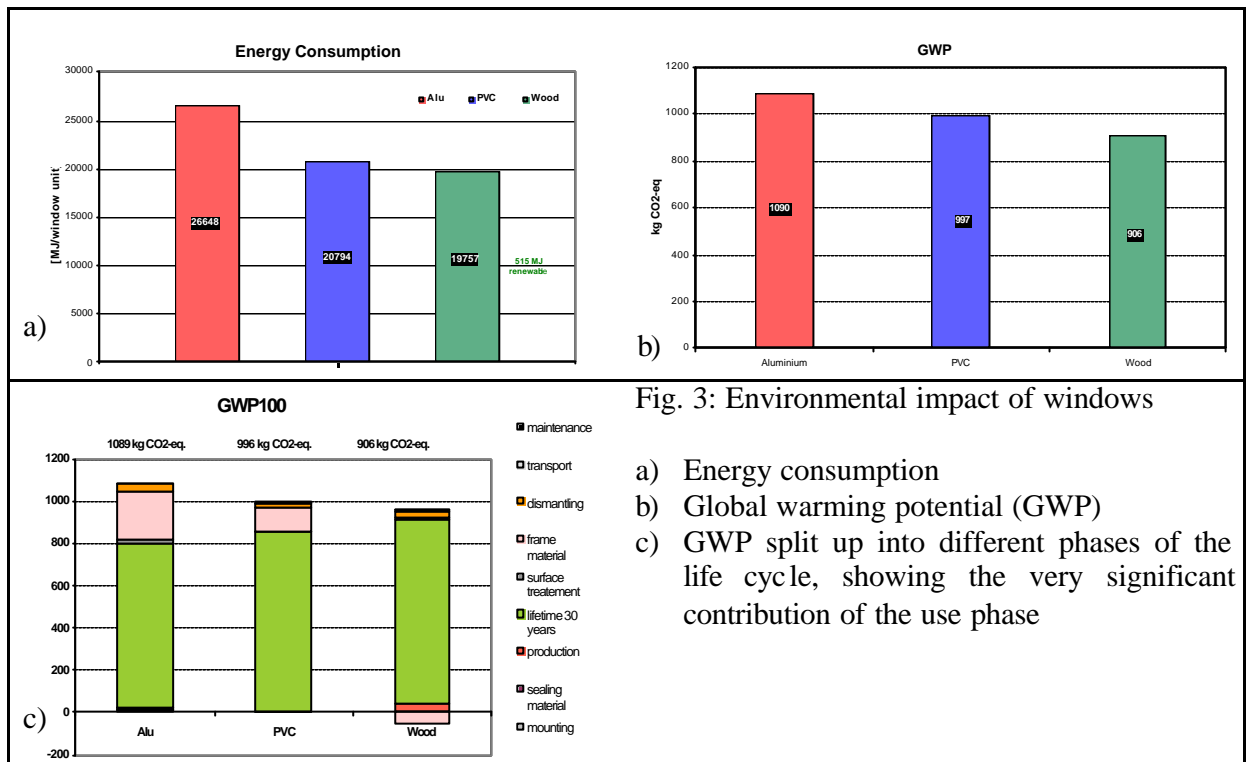 Energy Consumption
30000
25000
20000
15000
10000
5000
0
[MJ/window unit
Alu PVC Wood
26648
20794
19757
515 MJ
renewable
a)
GWP
1200
1000
800
600
400
200
0
kg CO2-eq
1090
997
906
Aluminium PVC Wood
b)
GWP100
1089 kg CO2-eq. 996 kg CO2-eq. 906 kg CO2-eq.
1200
1000
800
600
400
200
0
-200
Alu PVC Wood
maintenance
transport
dismantling
frame
material
surface
treatement
lifetime 30
years
production
sealing
material
mounting
c)
Fig. 3: Environmental impact of windows
a) Energy consumption
b) Global warming potential (GWP)
c) GWP split up into different phases of the
life cycle, showing the very significant
contribution of the use phase